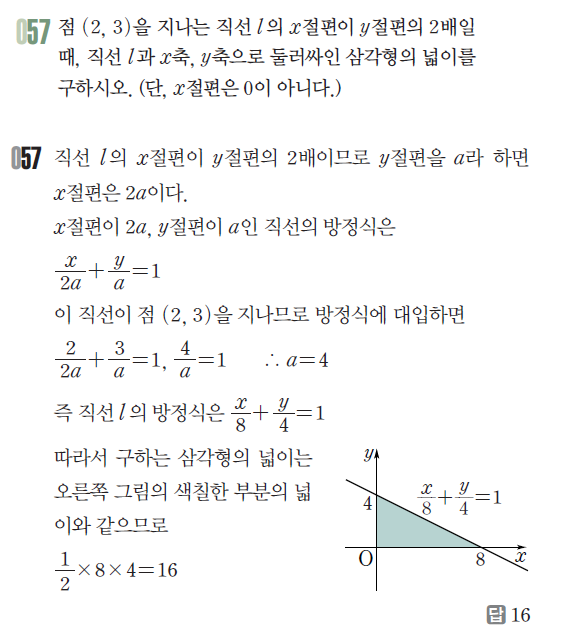 057 점 (2, 3)을 지나는 직선 l의 x절편이 y절편의 2배일
때, 직선 l과 x축, y축으로 둘러싸인 삼각형의 넓이를
구하시오. (단, x절편은 0이 아니다.)
057 직선 l의 x절편이 y절편의 2배이므로 y절편을 a라 하면
x절편은 2a이다.
x절편이 2a, y절편이 a인 직선의 방정식은
x/2a + y/a = 1
이 직선이 점 (2, 3)을 지나므로 방정식에 대입하면
2/2a + 3/a = 1, 4/a = 1 ∴ a=4
즉 직선 l의 방정식은 x/8 + y/4 = 1
따라서 구하는 삼각형의 넓이는
오른쪽 그림의 색칠한 부분의 넓
이와 같으므로
1/2 × 8 × 4 = 16
y
4
x/8 + y/4 = 1
O
8
x
답 16